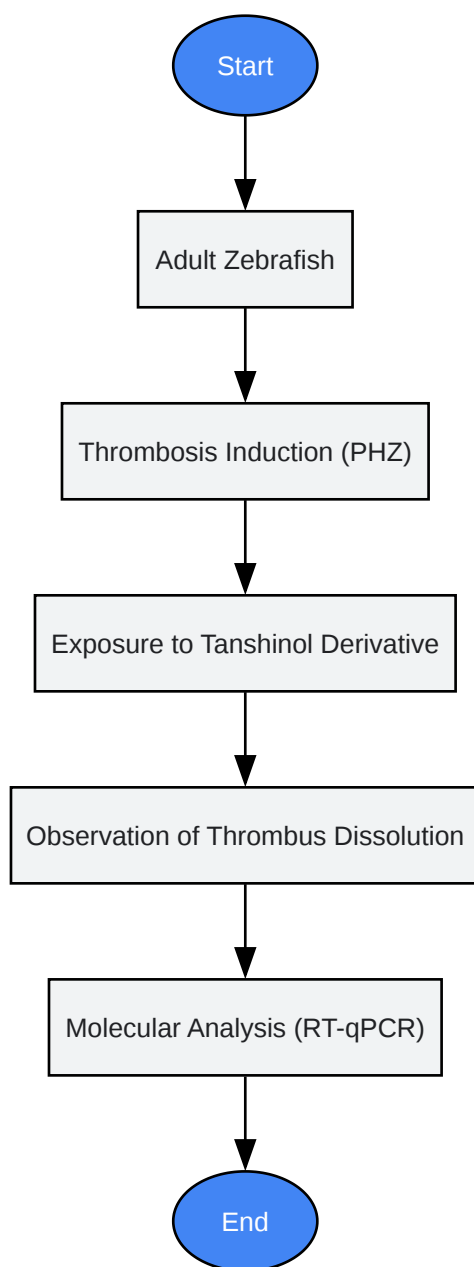 Start
Adult Zebrafish
Thrombosis Induction (PHZ)
Exposure to Tanshinol Derivative
Observation of Thrombus Dissolution
Molecular Analysis (RT-qPCR)
End